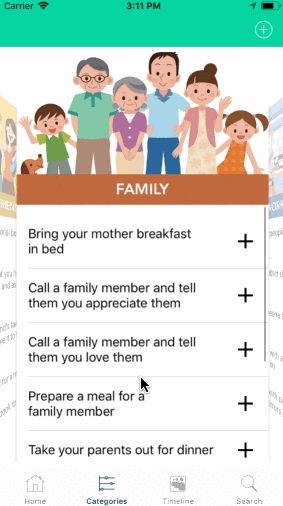 Carrier 3:11 PM
FAMILY
Bring your mother breakfast
in bed
Call a family member and tell
them you appreciate them
Call a family member and tell
them you love them
Prepare a meal for a
family member
Take your parents out for dinner
Home Categories Timeline Search